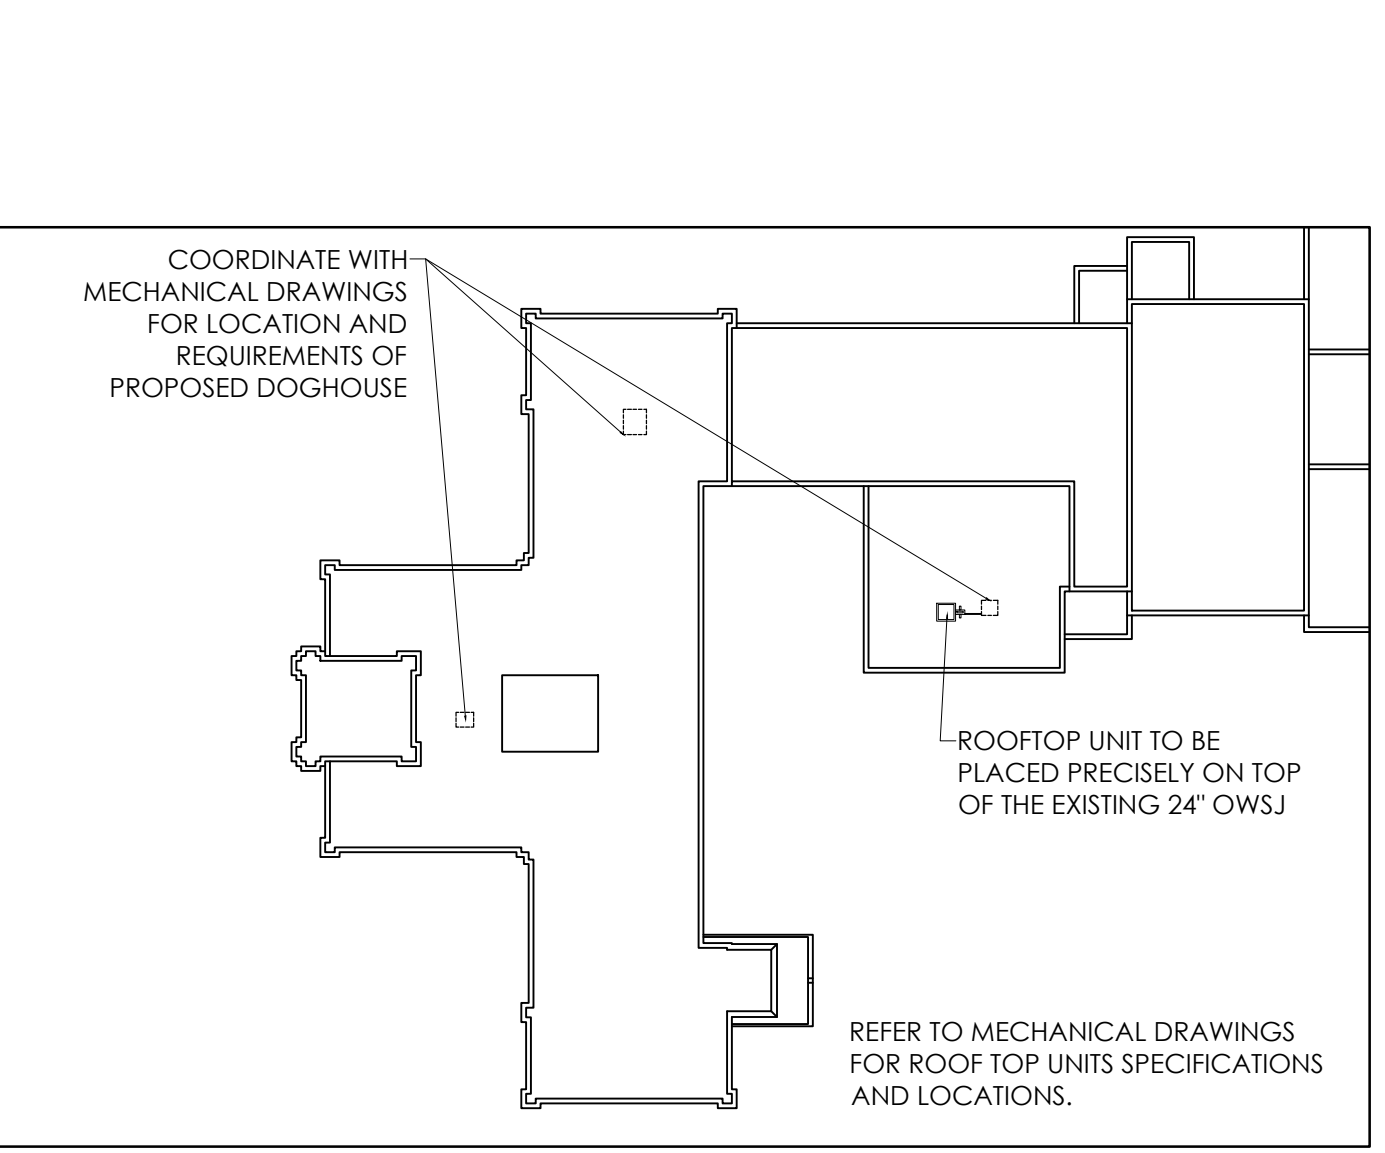 COORDINATE WITH
MECHANICAL DRAWINGS
FOR LOCATION AND
REQUIREMENTS OF
PROPOSED DOGHOUSE
ROOFTOP UNIT TO BE
PLACED PRECISELY ON TOP
OF THE EXISTING 24" OWSJ
REFER TO MECHANICAL DRAWINGS
FOR ROOF TOP UNITS SPECIFICATIONS
AND LOCATIONS.